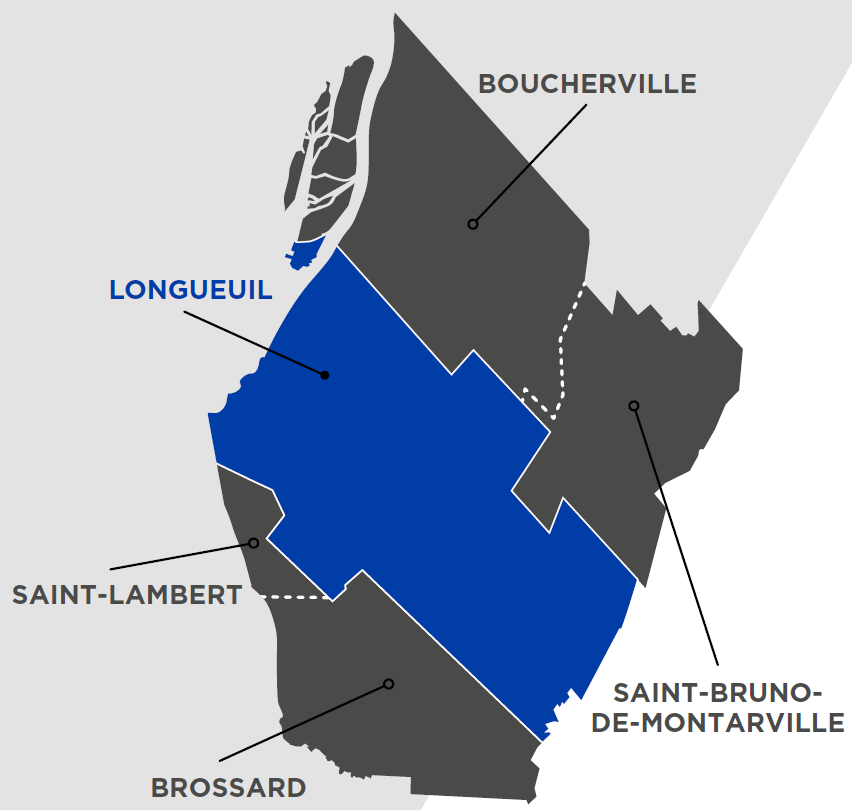 BOUCHERVILLE
LONGUEUIL
SAINT-LAMBERT
SAINT-BRUNO-
DE-MONTARVILLE
BROSSARD